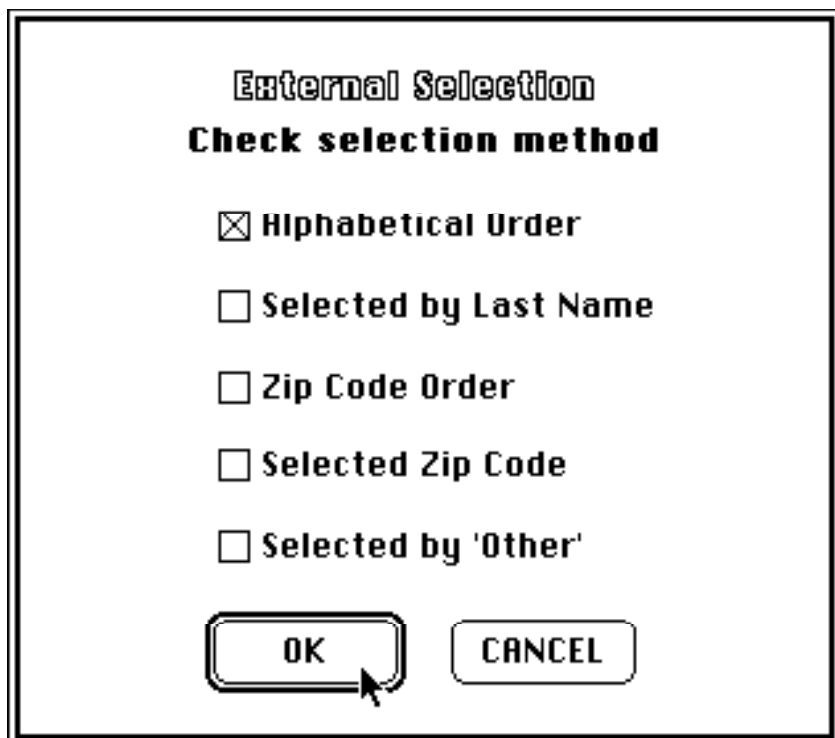 External Selection
Check selection method
Alphabetical Order
Selected by Last Name
Zip Code Order
Selected Zip Code
Selected by 'Other'
OK CANCEL